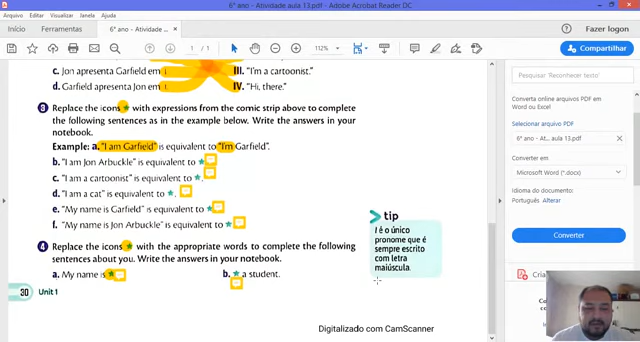 6º ano - Atividade aula 13.pdf - Adobe Acrobat Reader DC
Arquivo Editar Visualizar Janela Ajuda
Início Ferramentas 6º ano - Atividade ... × Fazer logon
1 / 1 112% Compartilhar
c. Jon apresenta Garfield em III. "I'm a cartoonist."
d. Garfield apresenta Jon em IV. "Hi, there."
3 Replace the icons ★ with expressions from the comic strip above to complete
the following sentences as in the example below. Write the answers in your
notebook.
Example: a. "I am Garfield" is equivalent to "I'm Garfield".
b. "I am Jon Arbuckle" is equivalent to ★
c. "I am a cartoonist" is equivalent to ★.
d. "I am a cat" is equivalent to ★.
e. "My name is Garfield" is equivalent to ★
f. "My name is Jon Arbuckle" is equivalent to ★
4 Replace the icons ★ with the appropriate words to complete the following
sentences about you. Write the answers in your notebook.
a. My name is ★ b. ★ a student.
30 Unit 1
tip
I é o único
pronome que é
sempre escrito
com letra
maiúscula.
Digitalizado com CamScanner
Pesquisar 'Reconhecer texto'
Converta online arquivos PDF em
Word ou Excel
Selecionar arquivo PDF
6º ano - At...aula 13.pdf ×
Converter em
Microsoft Word (*.docx)
Idioma do documento:
Português Alterar
Converter